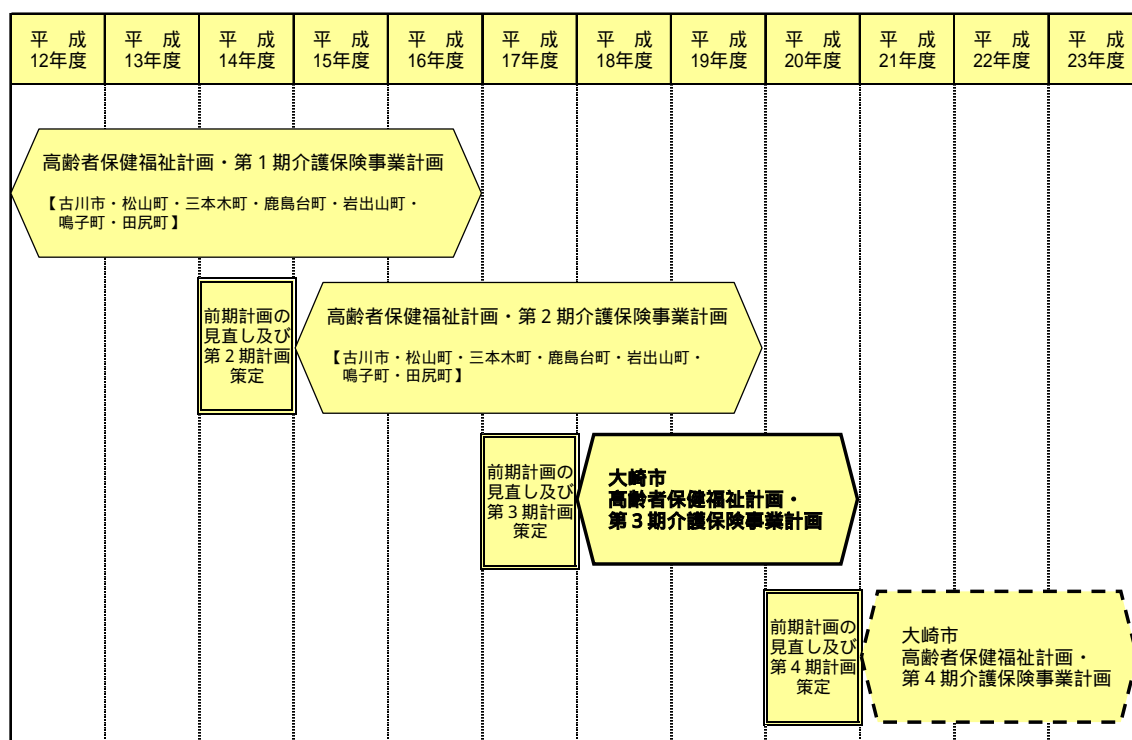 平　成 平　成 平　成 平　成 平　成 平　成 平　成 平　成 平　成 平　成 平　成 平　成
12年度 13年度 14年度 15年度 16年度 17年度 18年度 19年度 20年度 21年度 22年度 23年度
高齢者保健福祉計画・第１期介護保険事業計画
【古川市・松山町・三本木町・鹿島台町・岩出山町・
鳴子町・田尻町】
前期計画の
見直し及び
第２期計画
策定
高齢者保健福祉計画・第２期介護保険事業計画
【古川市・松山町・三本木町・鹿島台町・岩出山町・
鳴子町・田尻町】
前期計画の
見直し及び
第３期計画
策定
大崎市
高齢者保健福祉計画・
第３期介護保険事業計画
前期計画の
見直し及び
第４期計画
策定
大崎市
高齢者保健福祉計画・
第４期介護保険事業計画